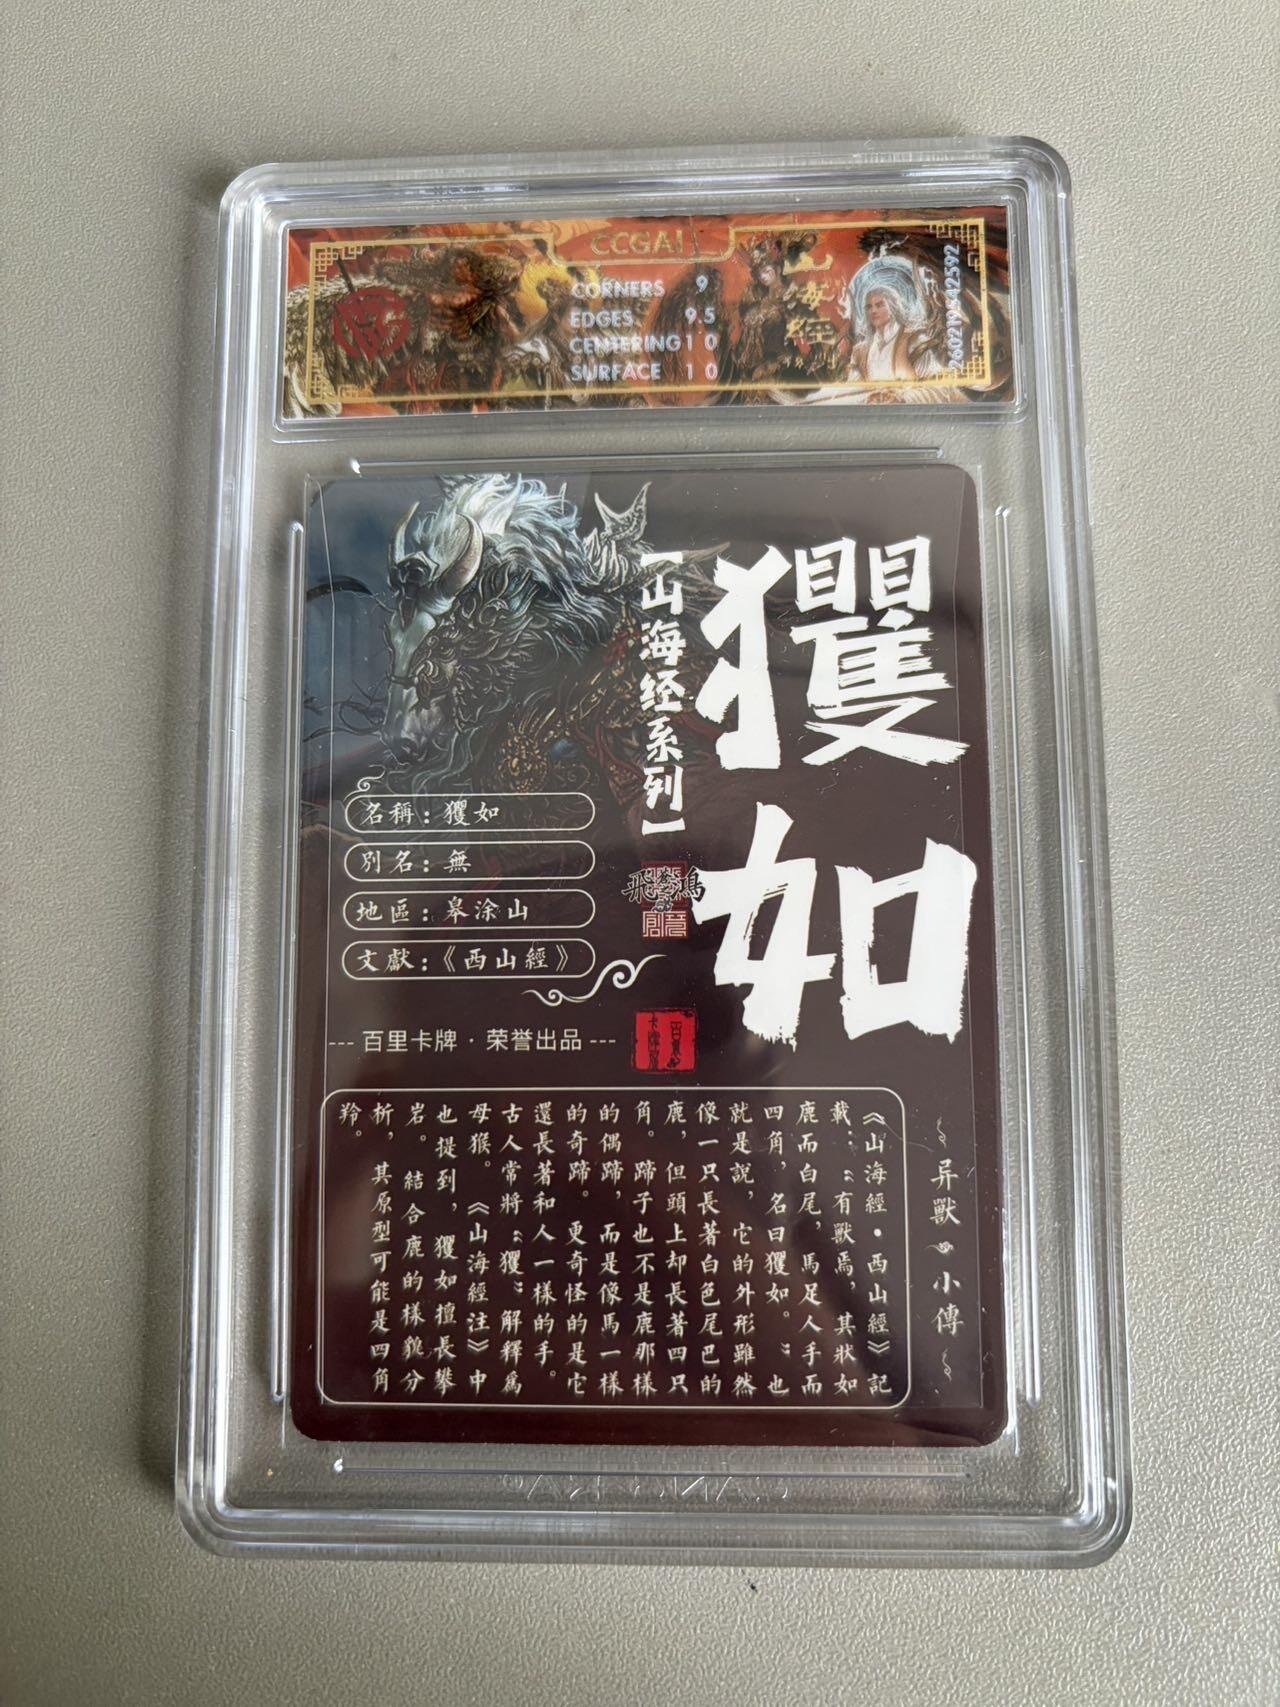 CCGAI
CORNERS 9
EDGES 9.5
CENTERING 10
SURFACE 10
山海经
系列
26021942592
玃如
【山海经系列】
飛鴻
名稱：玃如
別名：無
地區：皋涂山
文獻：《西山經》
--- 百里卡牌 · 荣誉出品 ---
异獸 小傳
《山海經·西山經》記
載：“有獸焉，其狀如
鹿而白尾，馬足人手而
四角，名曰玃如。”也
就是說，它的外形雖然
像一只長著白色尾巴的
鹿，但頭上却長著四只
角。蹄子也不是鹿那樣
的偶蹄，而是像馬一樣
的奇蹄。更奇怪的是它
還長著和人一樣的手。
古人常將“玃”解釋爲
母猴。《山海經注》中
也提到，玃如擅長攀
岩。結合鹿的樣貌分
析，其原型可能是四角
羚。